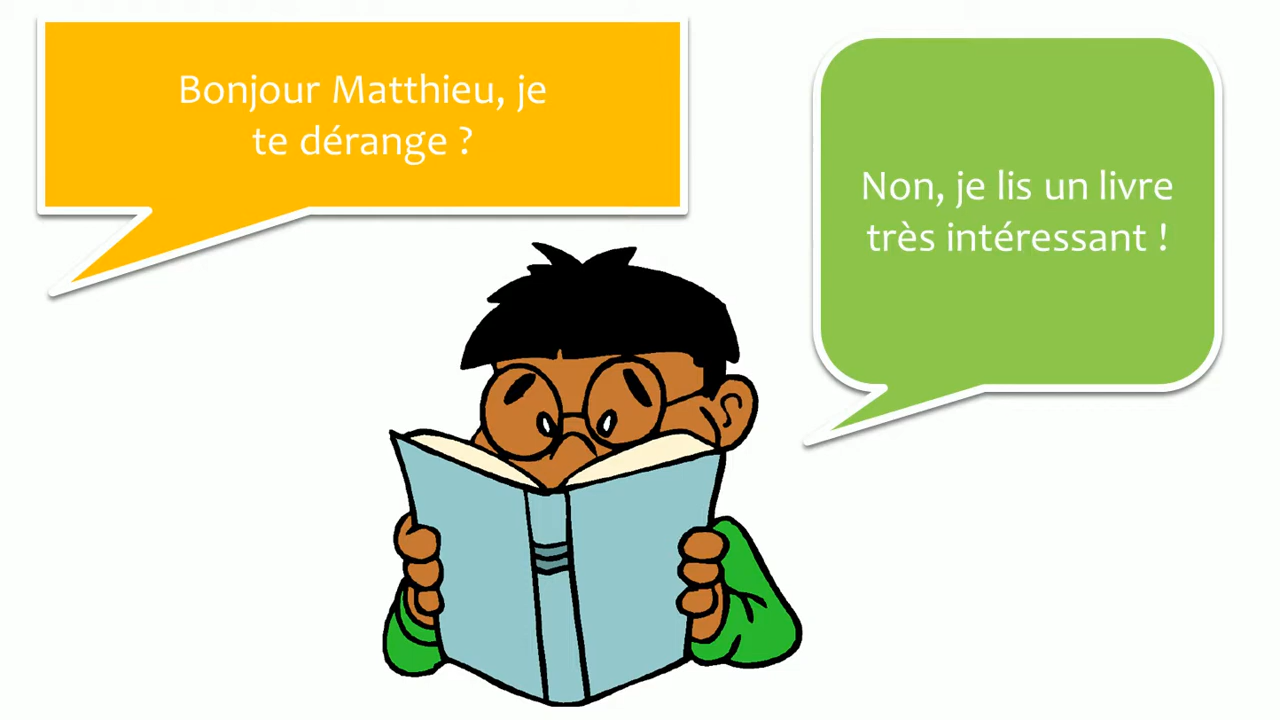 Bonjour Matthieu, je
te dérange ?
Non, je lis un livre
très intéressant !